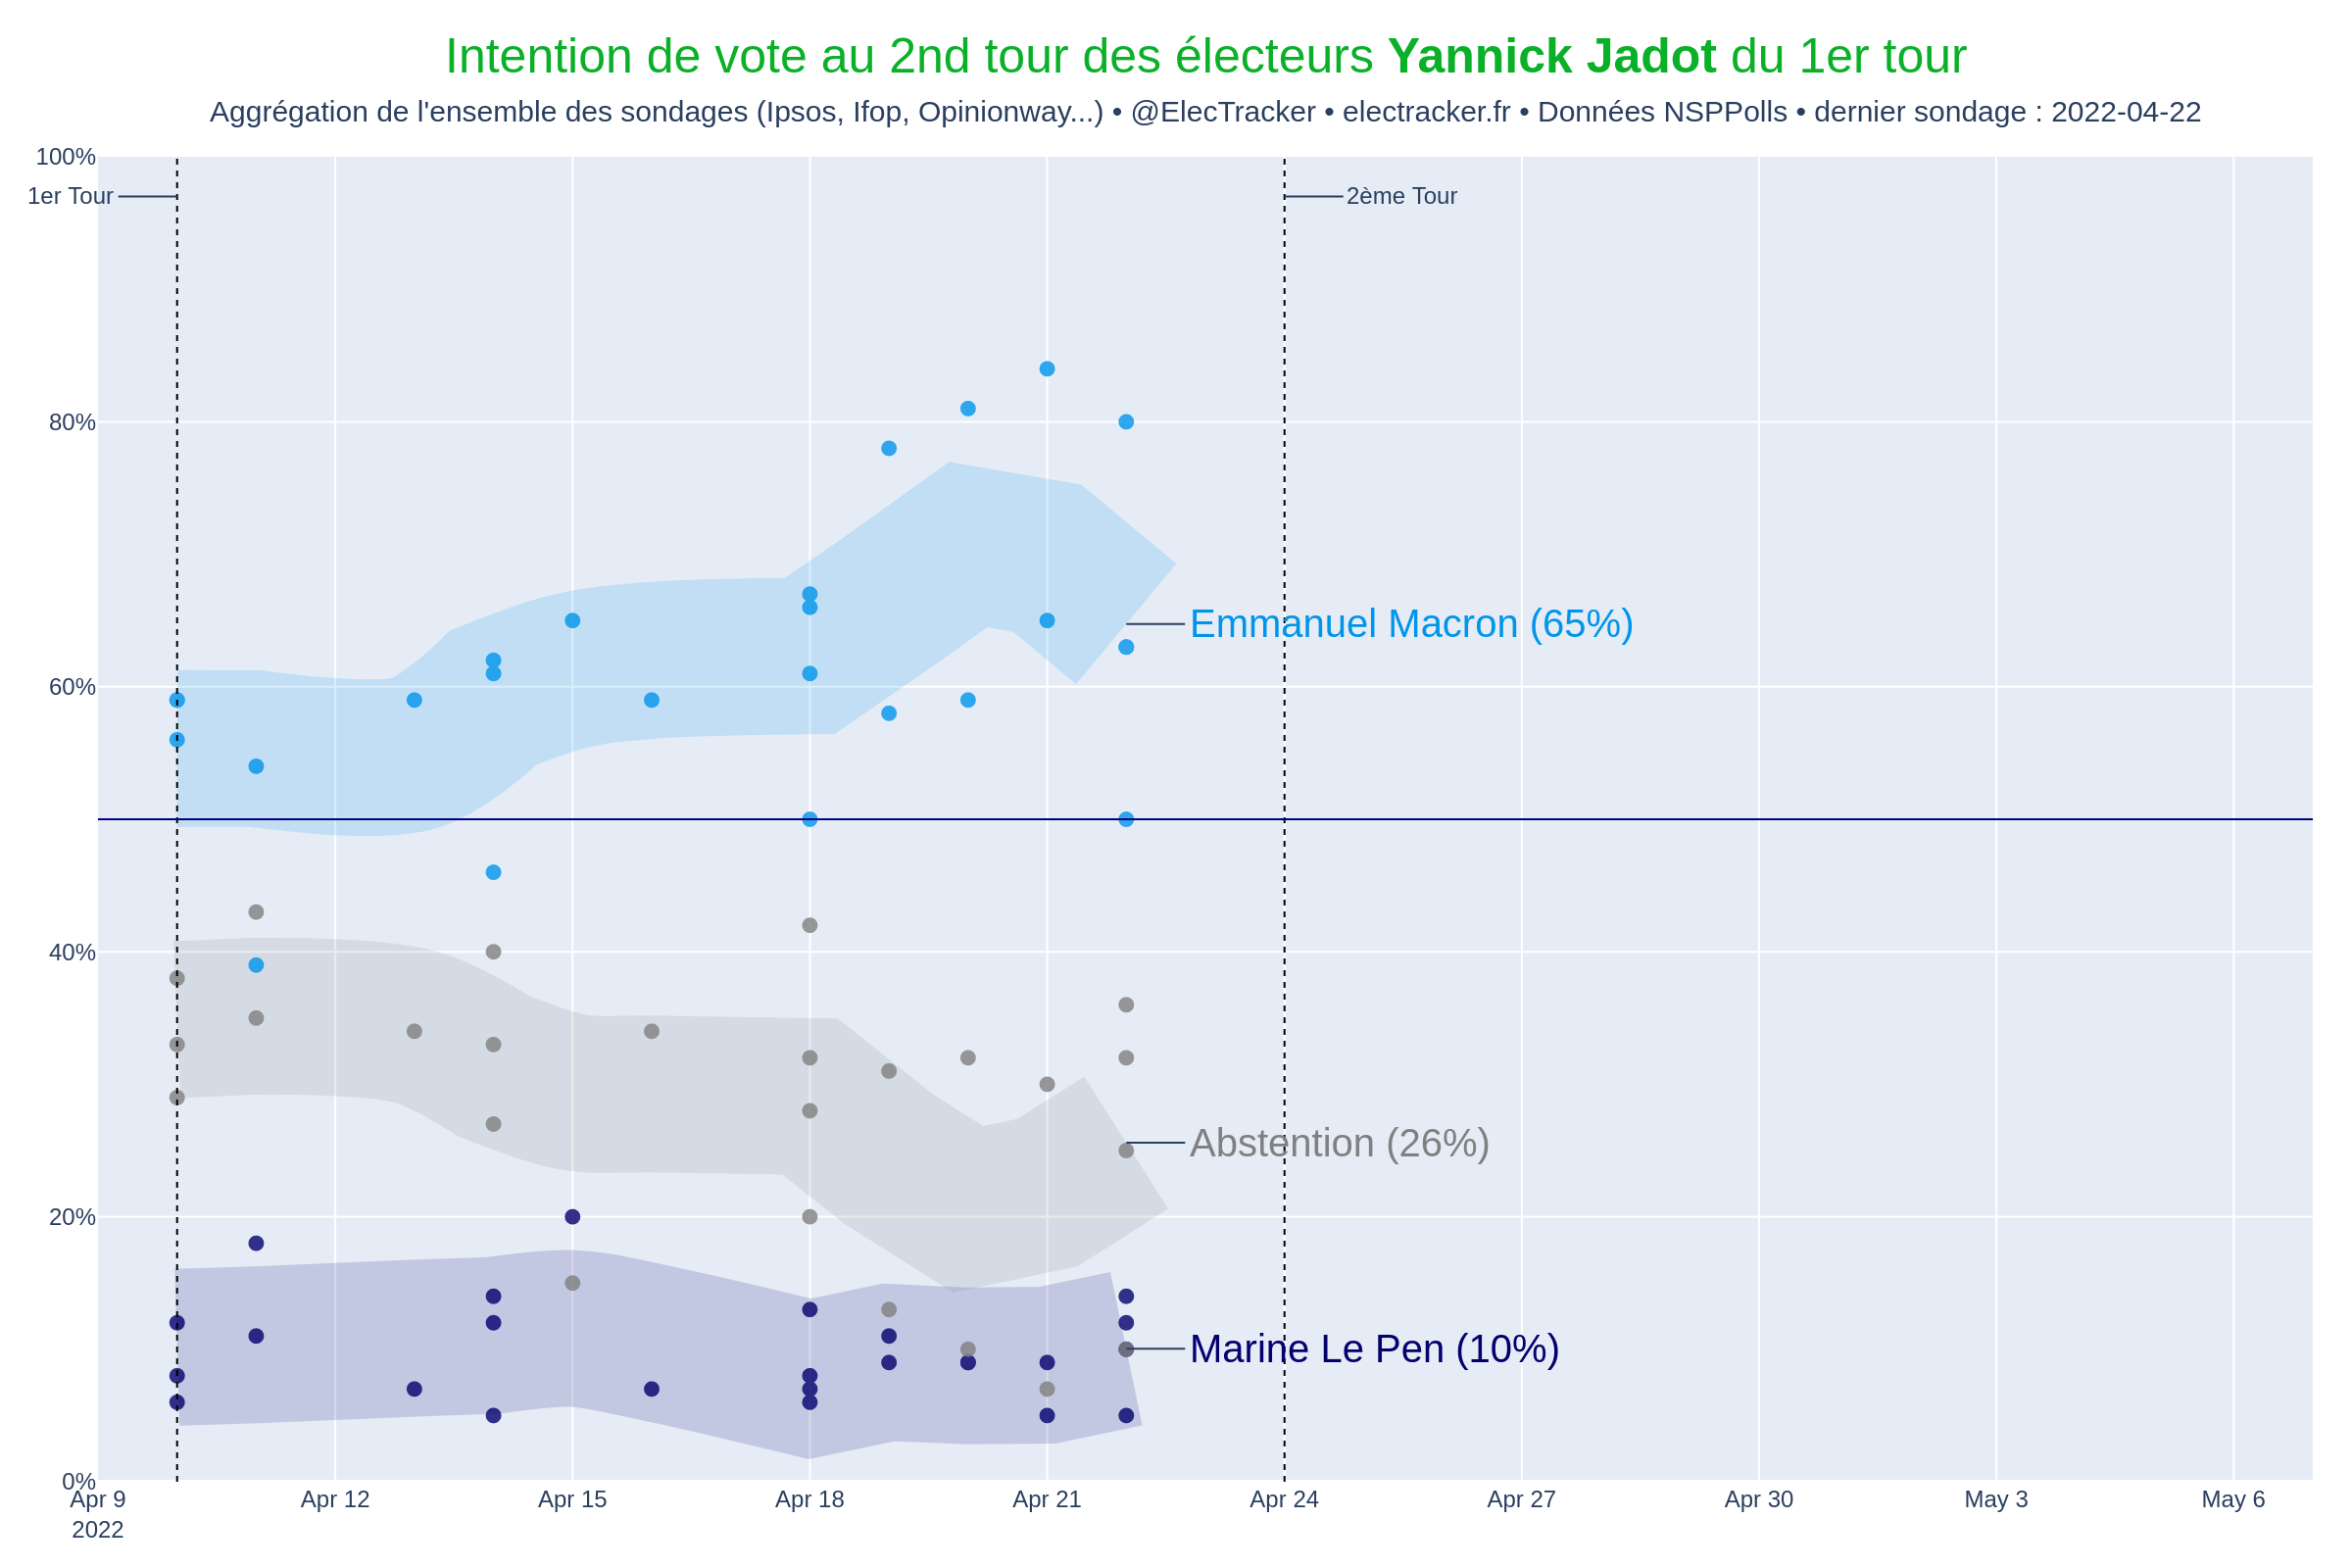 Intention de vote au 2nd tour des électeurs Yannick Jadot du 1er tour
Aggrégation de l'ensemble des sondages (Ipsos, Ifop, Opinionway...) • @ElecTracker • electracker.fr • Données NSPPolls • dernier sondage : 2022-04-22
100%
1er Tour
2ème Tour
80%
Emmanuel Macron (65%)
60%
40%
Abstention (26%)
20%
Marine Le Pen (10%)
0%
Apr 9 Apr 12 Apr 15 Apr 18 Apr 21 Apr 24 Apr 27 Apr 30 May 3 May 6
2022